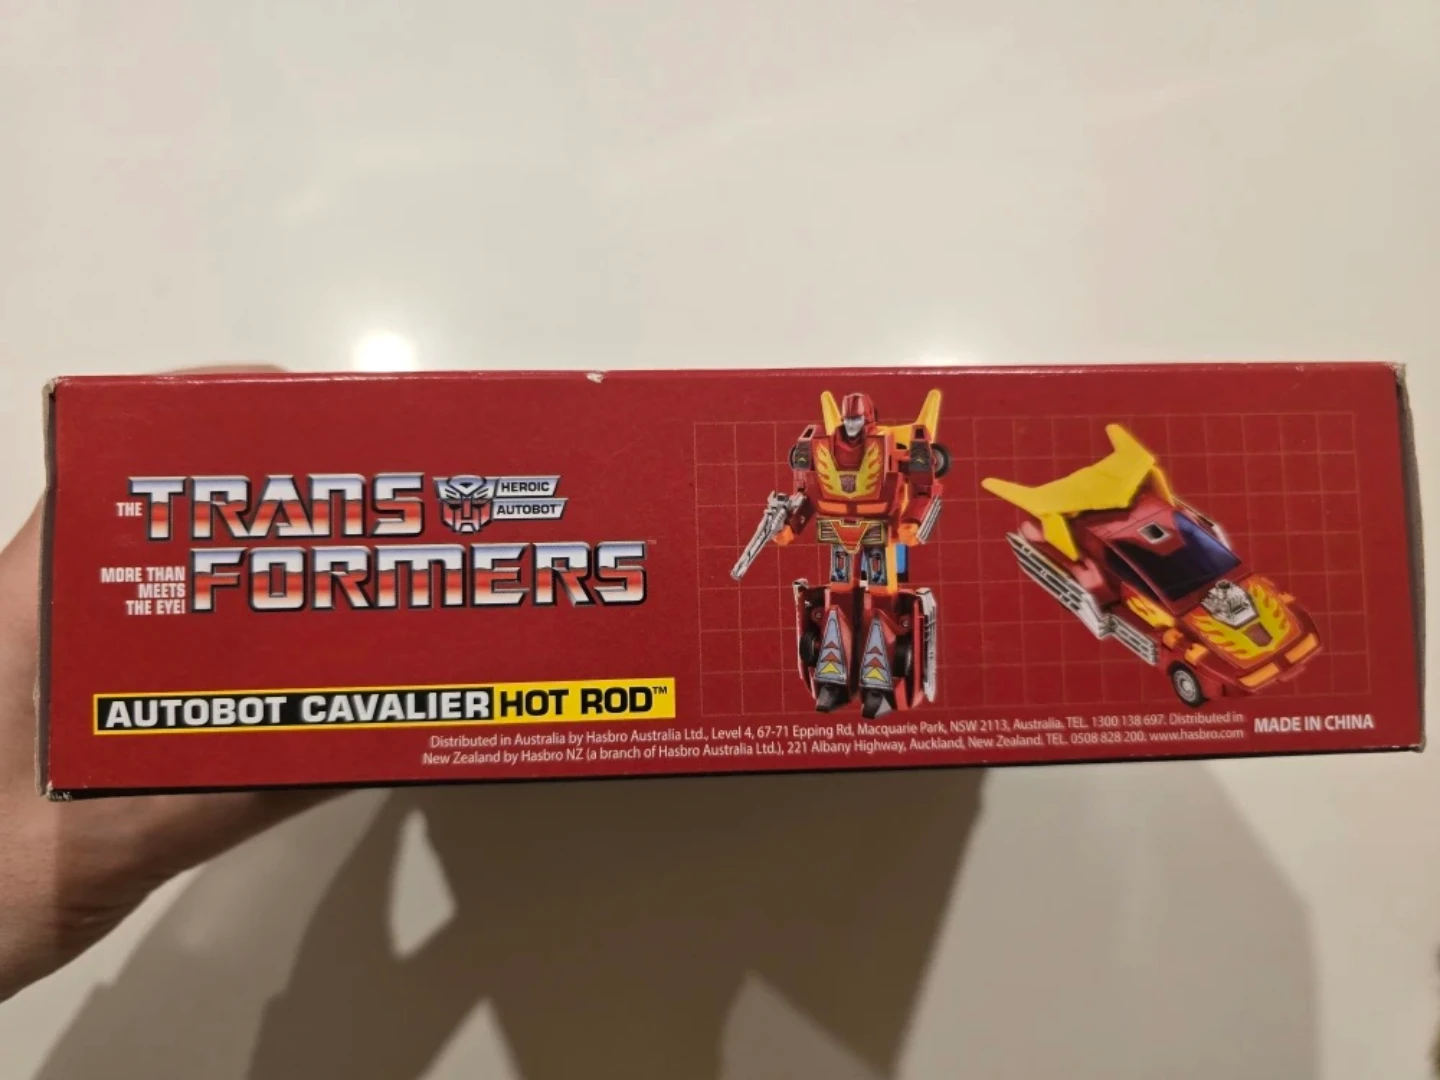 THE TRANSFORMERS
HEROIC
AUTOBOT
MORE THAN
MEETS
THE EYE!
AUTOBOT CAVALIER HOT ROD™
Distributed in Australia by Hasbro Australia Ltd., Level 4, 67-71 Epping Rd, Macquarie Park, NSW 2113, Australia. TEL. 1300 138 697. Distributed in
New Zealand by Hasbro NZ (a branch of Hasbro Australia Ltd.), 221 Albany Highway, Auckland, New Zealand. TEL. 0508 828 200. www.hasbro.com
MADE IN CHINA